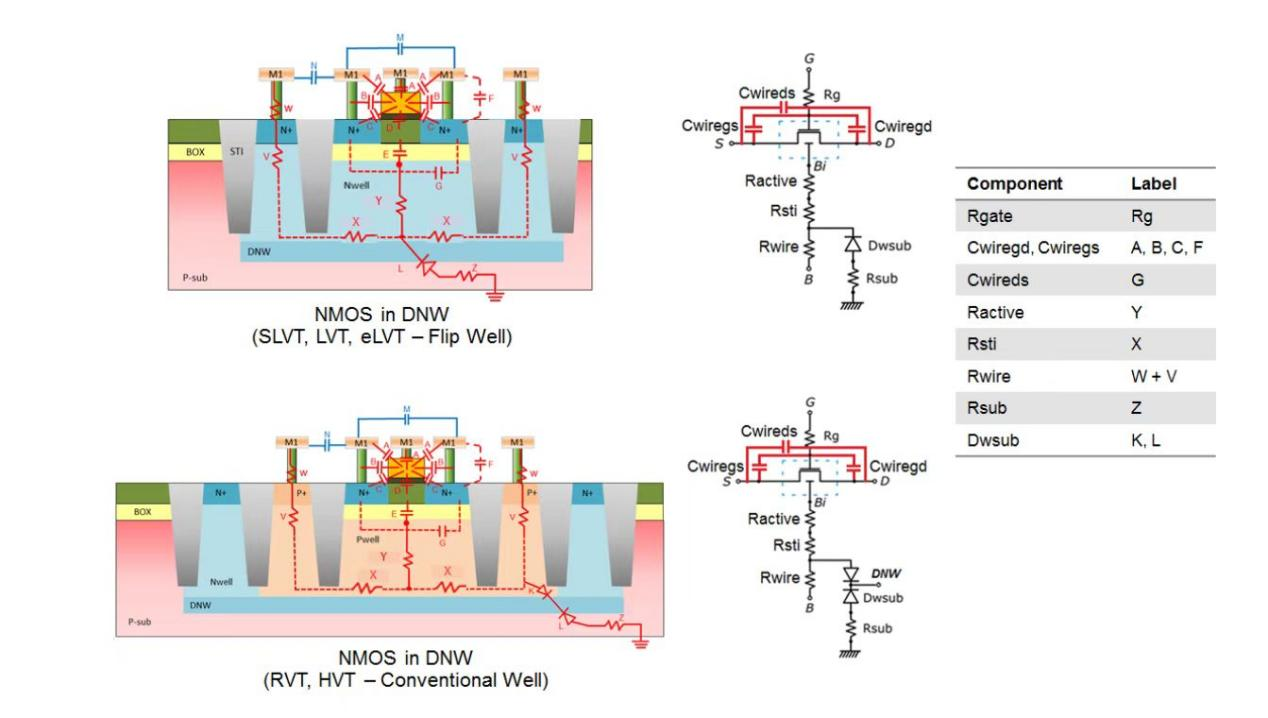 M
N
M1 M1 M1 M1 M1
A A A
B B F
W W
C D C
N+ N+ N+ N+
BOX STI
V E V
G
Nwell
Y
X X
DNW
L Z
P-sub
NMOS in DNW
(SLVT, LVT, eLVT – Flip Well)
G
Cwireds Rg
Cwiregs Cwiregd
S D
Bi
Ractive
Rsti
Rwire Dwsub
B Rsub
Component Label
Rgate Rg
Cwiregd, Cwiregs A, B, C, F
Cwireds G
Ractive Y
Rsti X
Rwire W + V
Rsub Z
Dwsub K, L
M
N
M1 M1 M1 M1 M1
A A A
B B F
W W
C D C
N+ P+ N+ N+ P+ N+
BOX
V E V
G
Pwell
Y
X X
Nwell
K
DNW
L Z
P-sub
NMOS in DNW
(RVT, HVT – Conventional Well)
G
Cwireds Rg
Cwiregs Cwiregd
S D
Bi
Ractive
Rsti
Rwire DNW
B Dwsub
Rsub